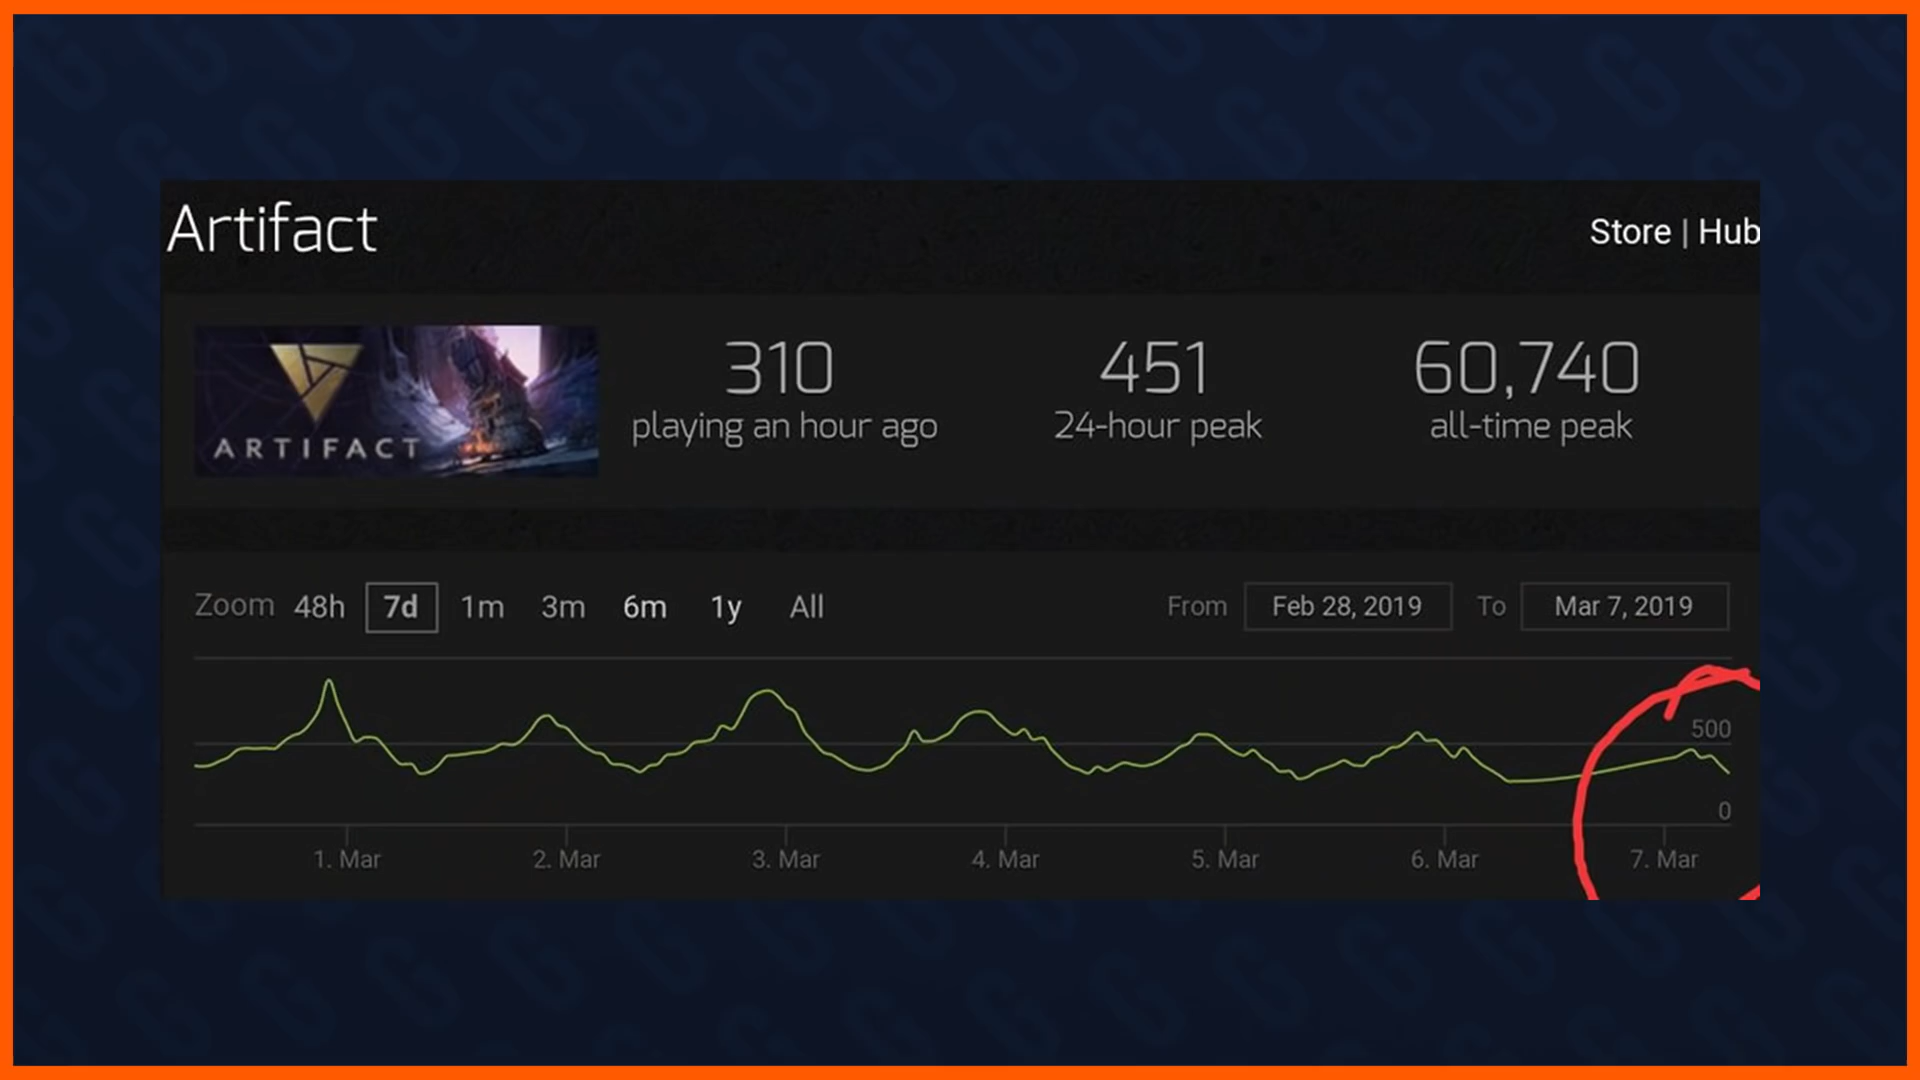 Artifact
Store | Hub
ARTIFACT
310
playing an hour ago
451
24-hour peak
60,740
all-time peak
Zoom 48h 7d 1m 3m 6m 1y All
From Feb 28, 2019 To Mar 7, 2019
500
0
1. Mar 2. Mar 3. Mar 4. Mar 5. Mar 6. Mar 7. Mar